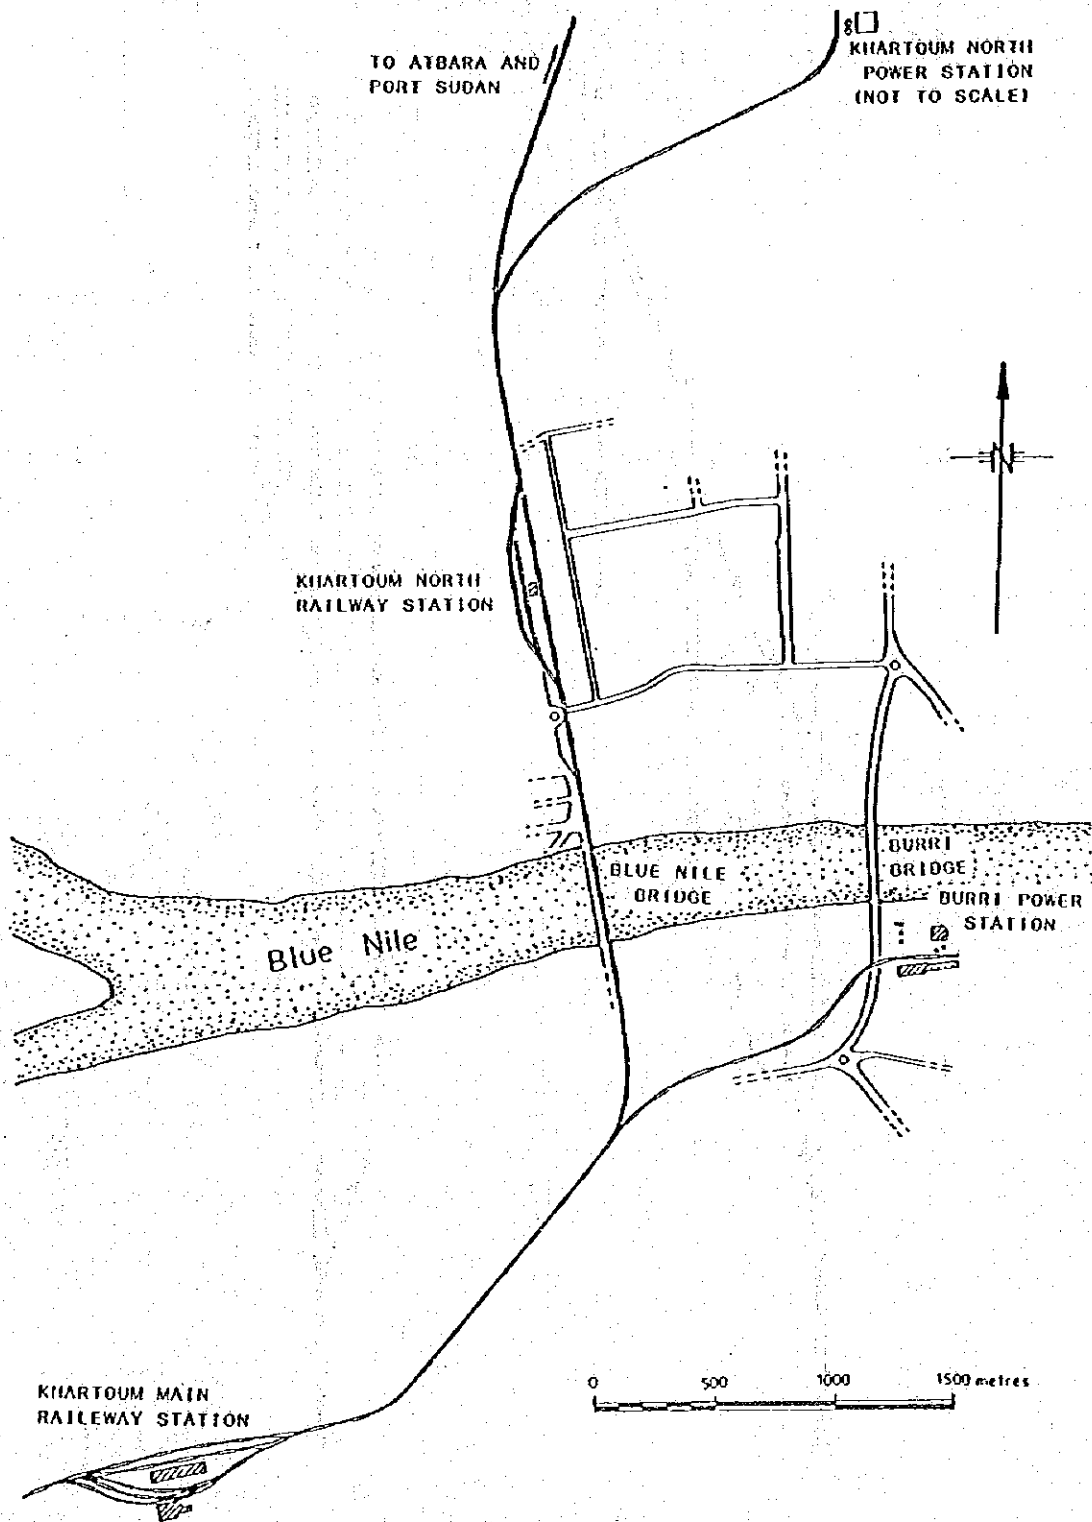 TO ATBARA AND
PORT SUDAN
KHARTOUM NORTH
POWER STATION
(NOT TO SCALE)
N
KHARTOUM NORTH
RAILWAY STATION
BLUE NILE
BRIDGE
BURRI
BRIDGE
BURRI POWER
STATION
Blue Nile
KHARTOUM MAIN
RAILEWAY STATION
0 500 1000 1500 metres